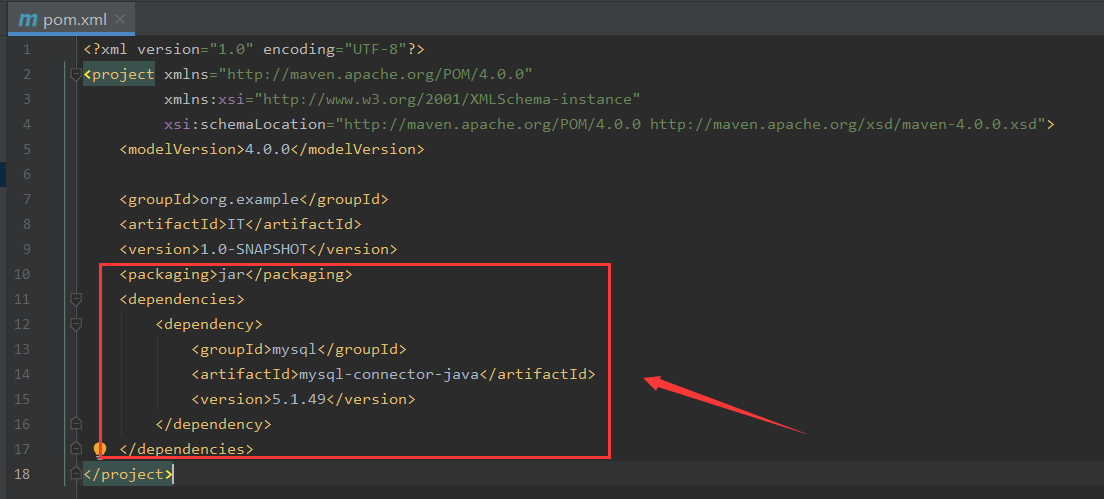 m pom.xml ×
1 <?xml version="1.0" encoding="UTF-8"?>
2 <project xmlns="http://maven.apache.org/POM/4.0.0"
3          xmlns:xsi="http://www.w3.org/2001/XMLSchema-instance"
4          xsi:schemaLocation="http://maven.apache.org/POM/4.0.0 http://maven.apache.org/xsd/maven-4.0.0.xsd">
5     <modelVersion>4.0.0</modelVersion>
6
7     <groupId>org.example</groupId>
8     <artifactId>IT</artifactId>
9     <version>1.0-SNAPSHOT</version>
10     <packaging>jar</packaging>
11     <dependencies>
12         <dependency>
13             <groupId>mysql</groupId>
14             <artifactId>mysql-connector-java</artifactId>
15             <version>5.1.49</version>
16         </dependency>
17     </dependencies>
18 </project>